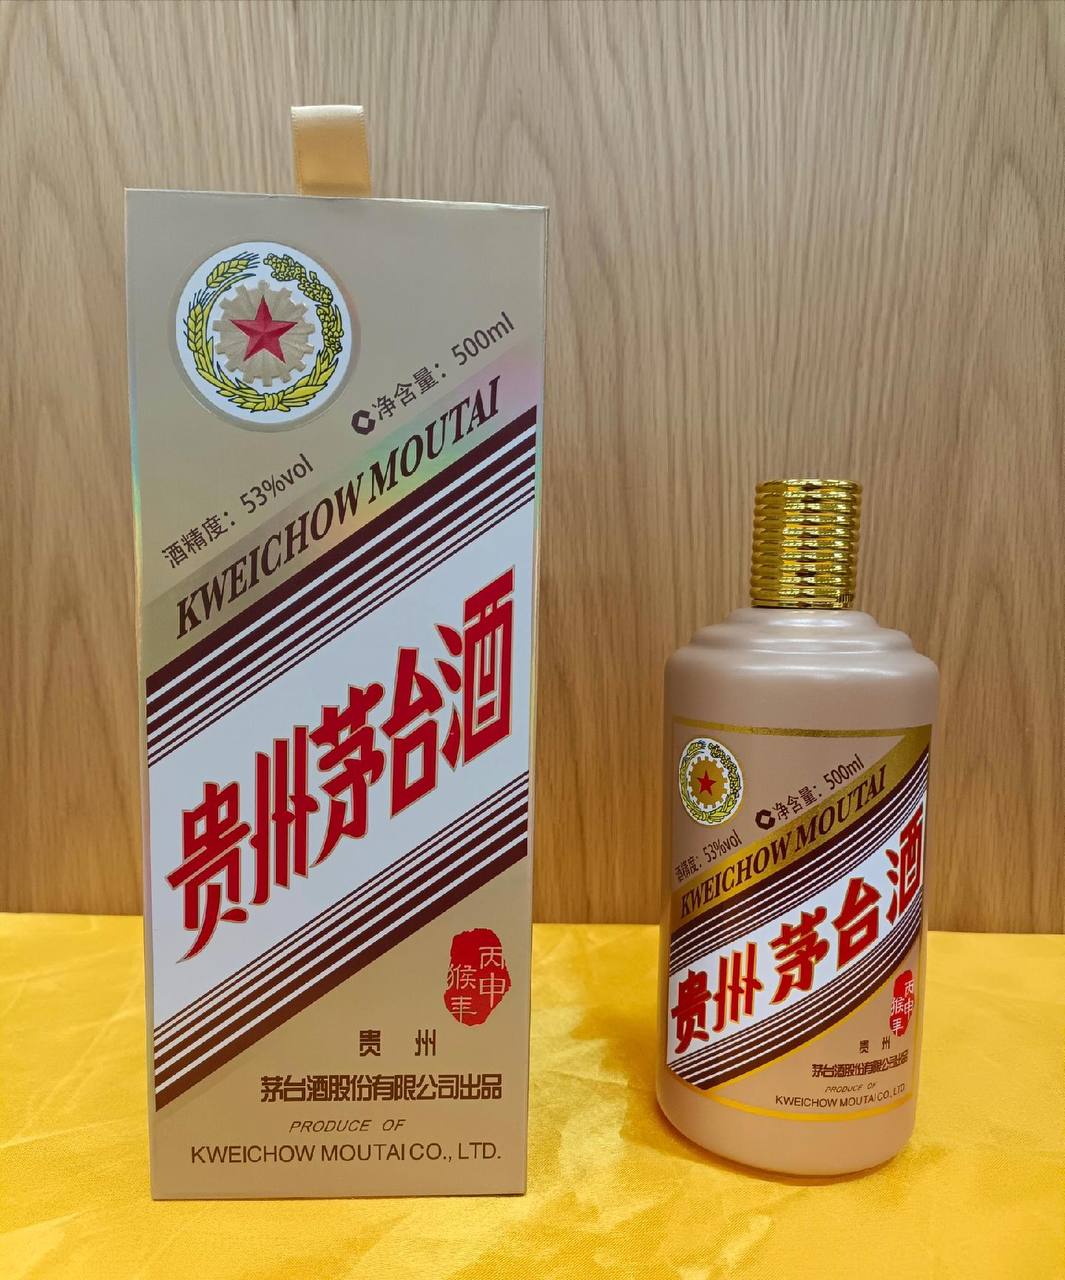 净含量：500ml
酒精度：53%vol
KWEICHOW MOUTAI
贵州茅台酒
丙申
猴年
贵州
茅台酒股份有限公司出品
PRODUCE OF
KWEICHOW MOUTAI CO., LTD.
净含量：500ml
酒精度：53%vol
KWEICHOW MOUTAI
贵州茅台酒
丙申
猴年
贵州
茅台酒股份有限公司出品
PRODUCE OF
KWEICHOW MOUTAI CO., LTD.